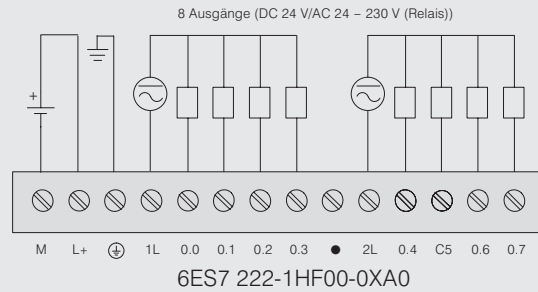 8 Ausgänge (DC 24 V/AC 24 – 230 V (Relais))
+
M L+ 1L 0.0 0.1 0.2 0.3 ● 2L 0.4 C5 0.6 0.7
6ES7 222-1HF00-0XA0